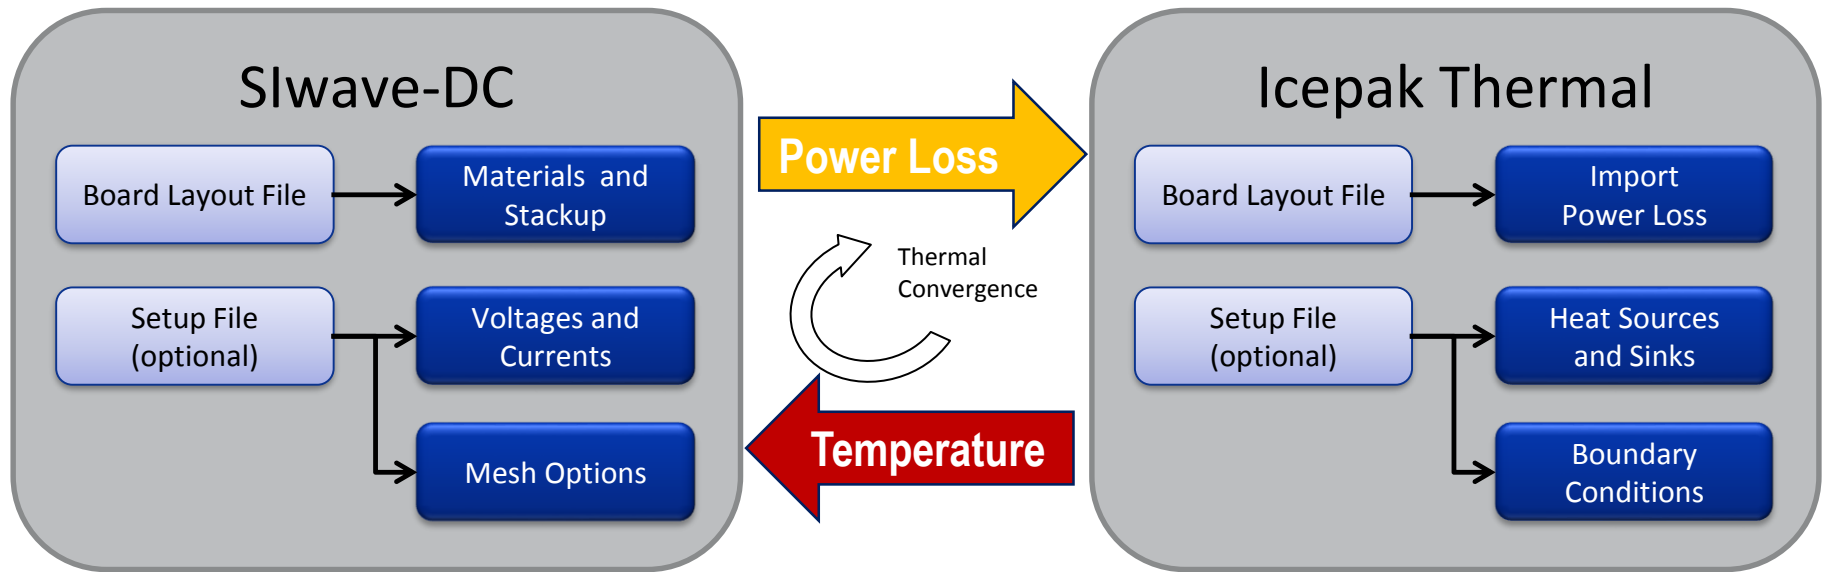 SIwave-DC
Board Layout File
Materials and
Stackup
Setup File
(optional)
Voltages and
Currents
Mesh Options
Power Loss
Thermal
Convergence
Temperature
Icepak Thermal
Board Layout File
Import
Power Loss
Setup File
(optional)
Heat Sources
and Sinks
Boundary
Conditions